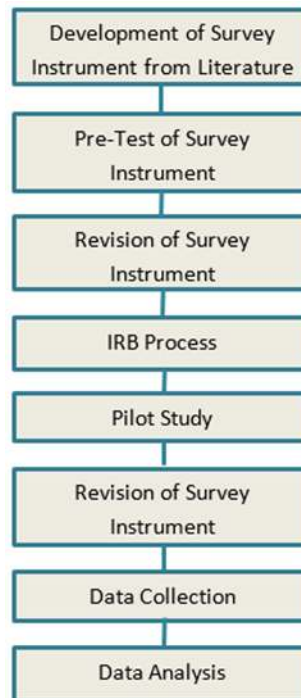 Development of Survey
Instrument from Literature
Pre-Test of Survey
Instrument
Revision of Survey
Instrument
IRB Process
Pilot Study
Revision of Survey
Instrument
Data Collection
Data Analysis